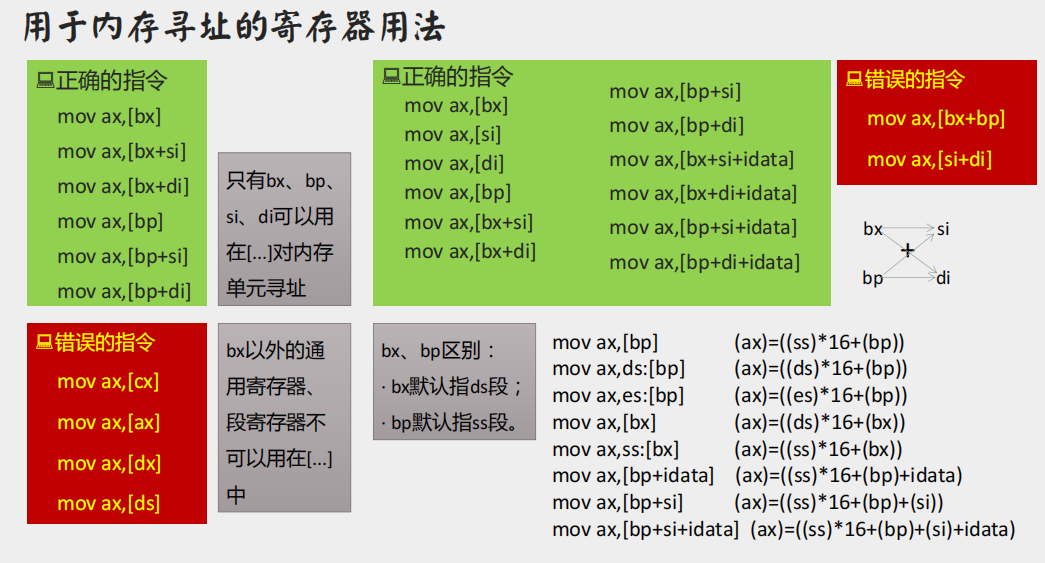 用于内存寻址的寄存器用法
正确的指令
mov ax,[bx]
mov ax,[bx+si]
mov ax,[bx+di]
mov ax,[bp]
mov ax,[bp+si]
mov ax,[bp+di]
只有bx、bp、
si、di可以用
在[...]对内存
单元寻址
正确的指令
mov ax,[bx]
mov ax,[si]
mov ax,[di]
mov ax,[bp]
mov ax,[bx+si]
mov ax,[bx+di]
mov ax,[bp+si]
mov ax,[bp+di]
mov ax,[bx+si+idata]
mov ax,[bx+di+idata]
mov ax,[bp+si+idata]
mov ax,[bp+di+idata]
错误的指令
mov ax,[bx+bp]
mov ax,[si+di]
bx si
+
bp di
错误的指令
mov ax,[cx]
mov ax,[ax]
mov ax,[dx]
mov ax,[ds]
bx以外的通
用寄存器、
段寄存器不
可以用在[...]
中
bx、bp区别：
· bx默认指ds段；
· bp默认指ss段。
mov ax,[bp] (ax)=((ss)*16+(bp))
mov ax,ds:[bp] (ax)=((ds)*16+(bp))
mov ax,es:[bp] (ax)=((es)*16+(bp))
mov ax,[bx] (ax)=((ds)*16+(bx))
mov ax,ss:[bx] (ax)=((ss)*16+(bx))
mov ax,[bp+idata] (ax)=((ss)*16+(bp)+idata)
mov ax,[bp+si] (ax)=((ss)*16+(bp)+(si))
mov ax,[bp+si+idata] (ax)=((ss)*16+(bp)+(si)+idata)